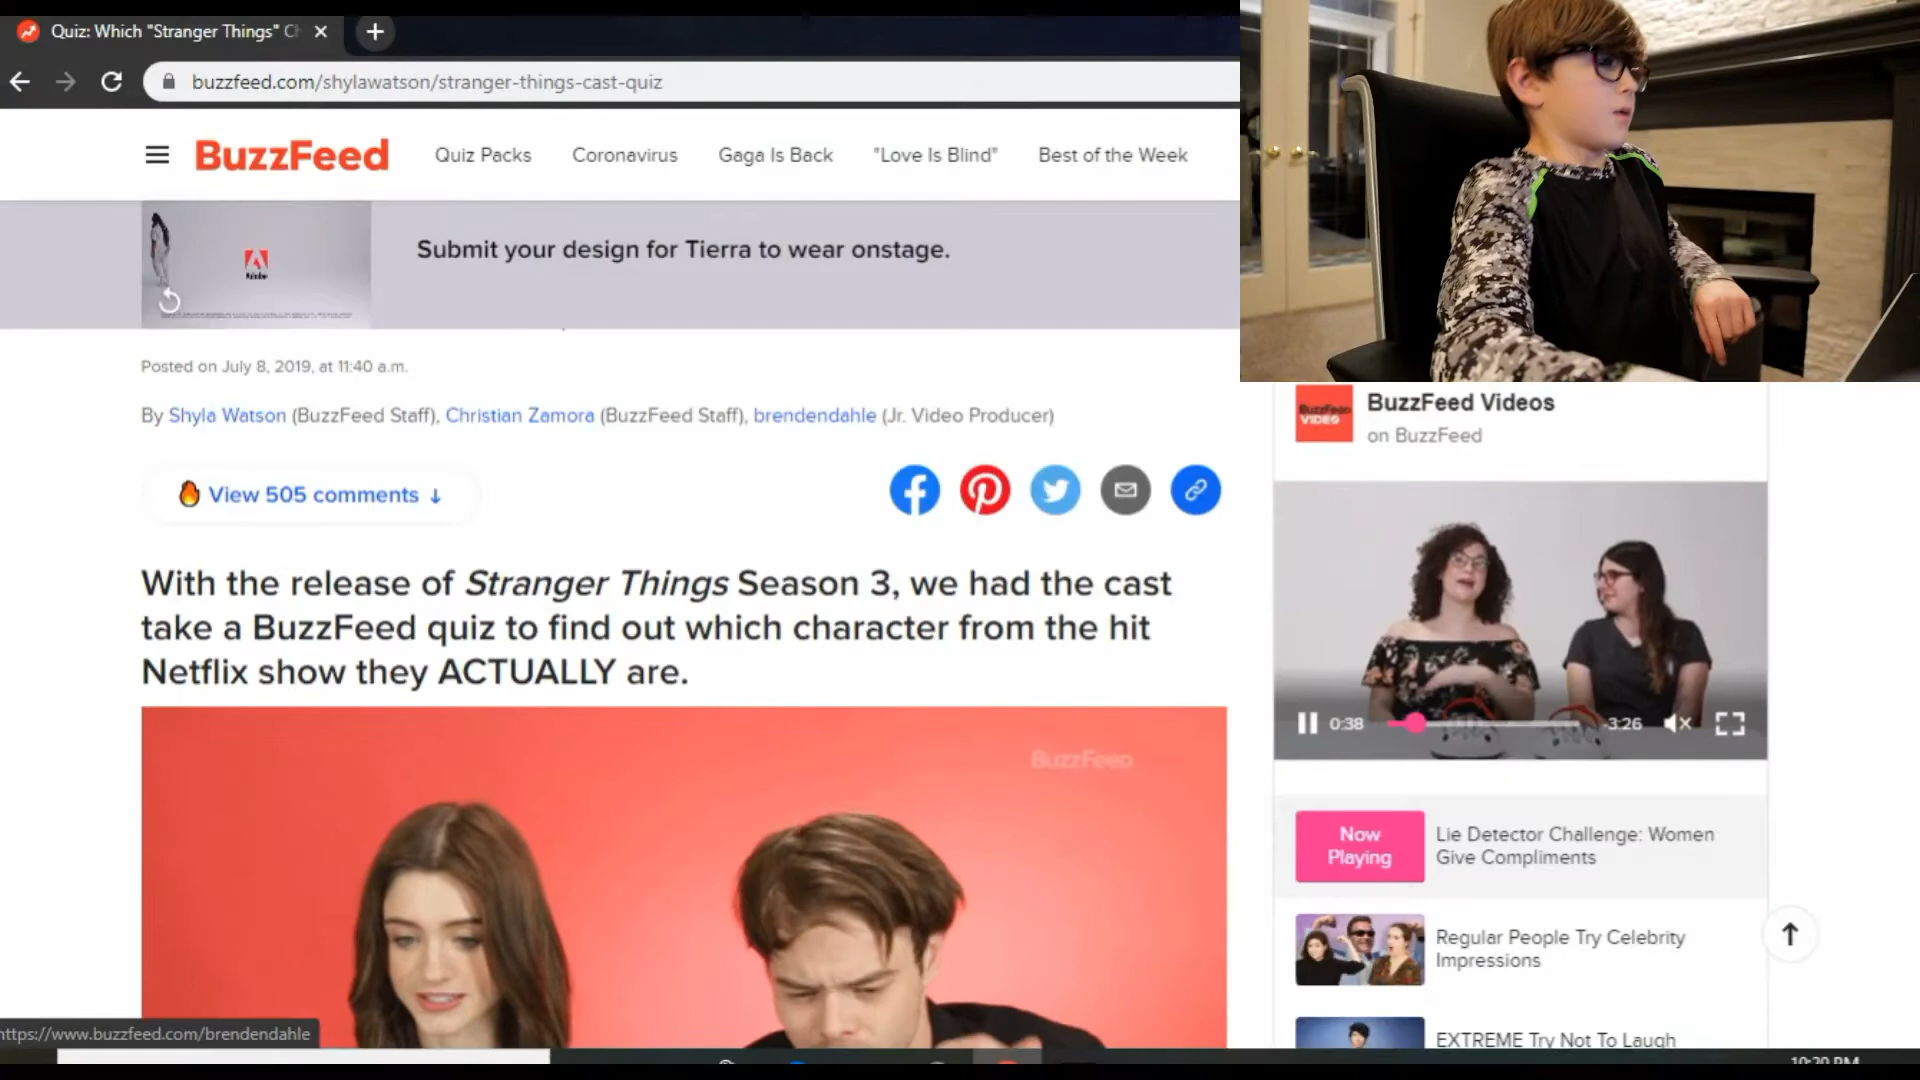 Quiz: Which "Stranger Things" Ch
buzzfeed.com/shylawatson/stranger-things-cast-quiz
BuzzFeed
Quiz Packs
Coronavirus
Gaga Is Back
"Love Is Blind"
Best of the Week
Submit your design for Tierra to wear onstage.
Adobe
Posted on July 8, 2019, at 11:40 a.m.
By Shyla Watson (BuzzFeed Staff), Christian Zamora (BuzzFeed Staff), brendendahle (Jr. Video Producer)
View 505 comments ↓
With the release of Stranger Things Season 3, we had the cast
take a BuzzFeed quiz to find out which character from the hit
Netflix show they ACTUALLY are.
BuzzFeed
BuzzFeed
VIDEO
BuzzFeed Videos
on BuzzFeed
0:38
-3:26
Now
Playing
Lie Detector Challenge: Women
Give Compliments
Regular People Try Celebrity
Impressions
EXTREME Try Not To Laugh
https://www.buzzfeed.com/brendendahle
10:20 PM